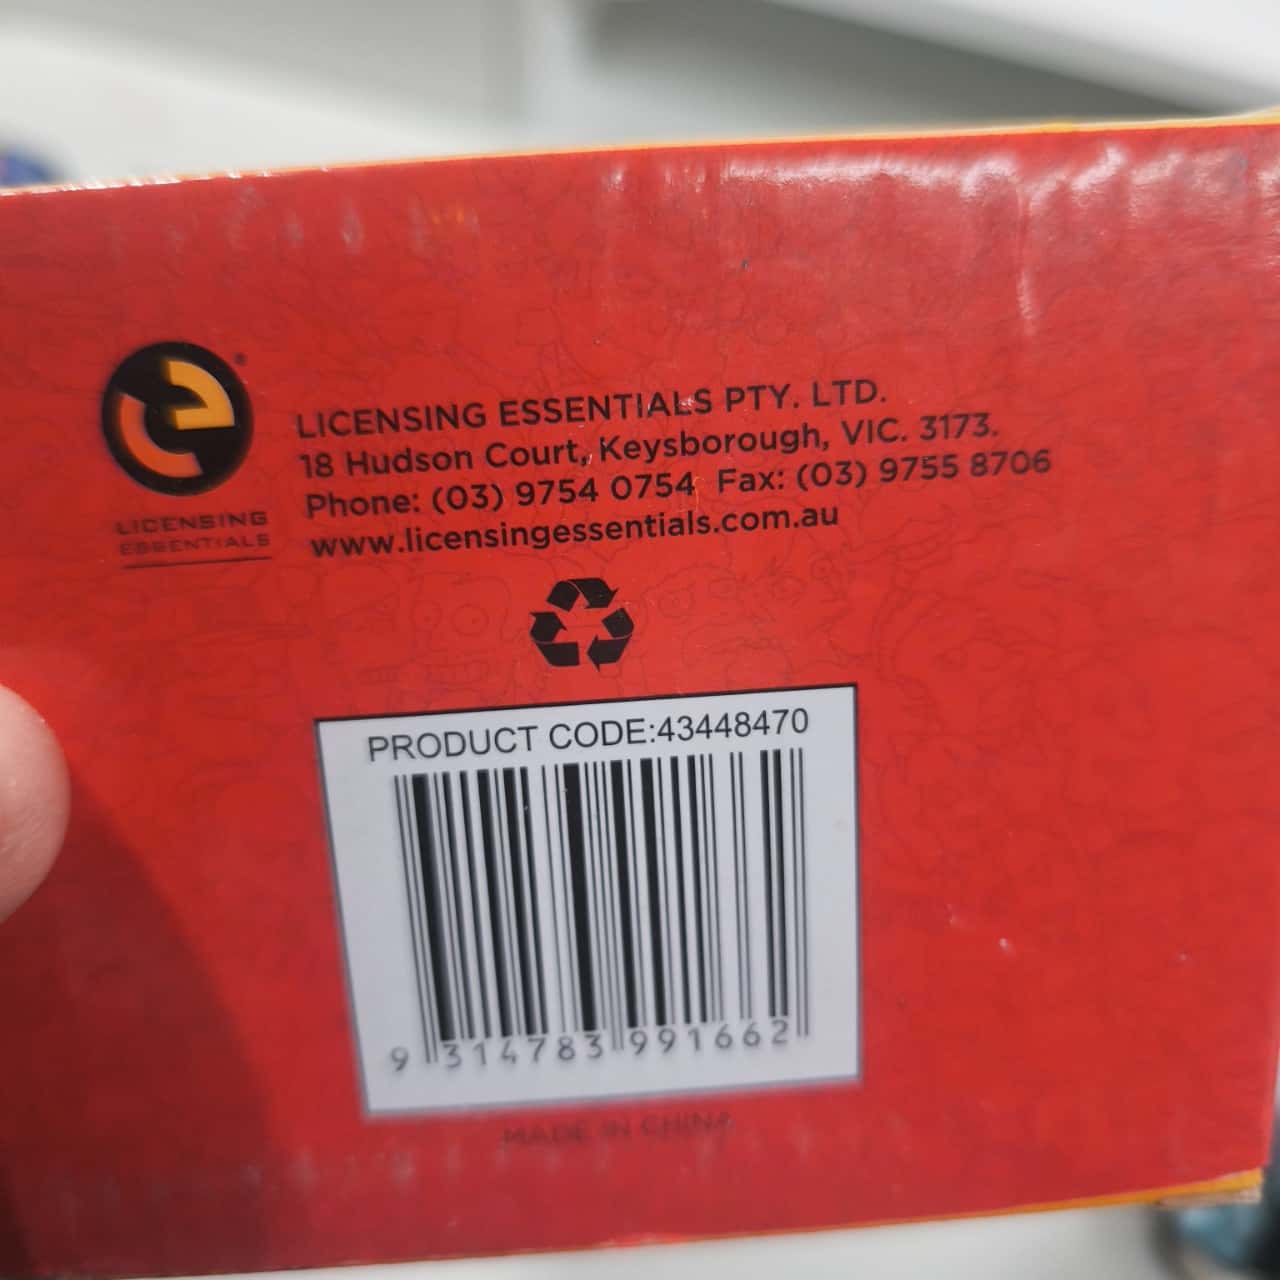 LICENSING
ESSENTIALS
LICENSING ESSENTIALS PTY. LTD.
18 Hudson Court, Keysborough, VIC. 3173.
Phone: (03) 9754 0754 Fax: (03) 9755 8706
www.licensingessentials.com.au
PRODUCT CODE:43448470
9 314783 991662
MADE IN CHINA